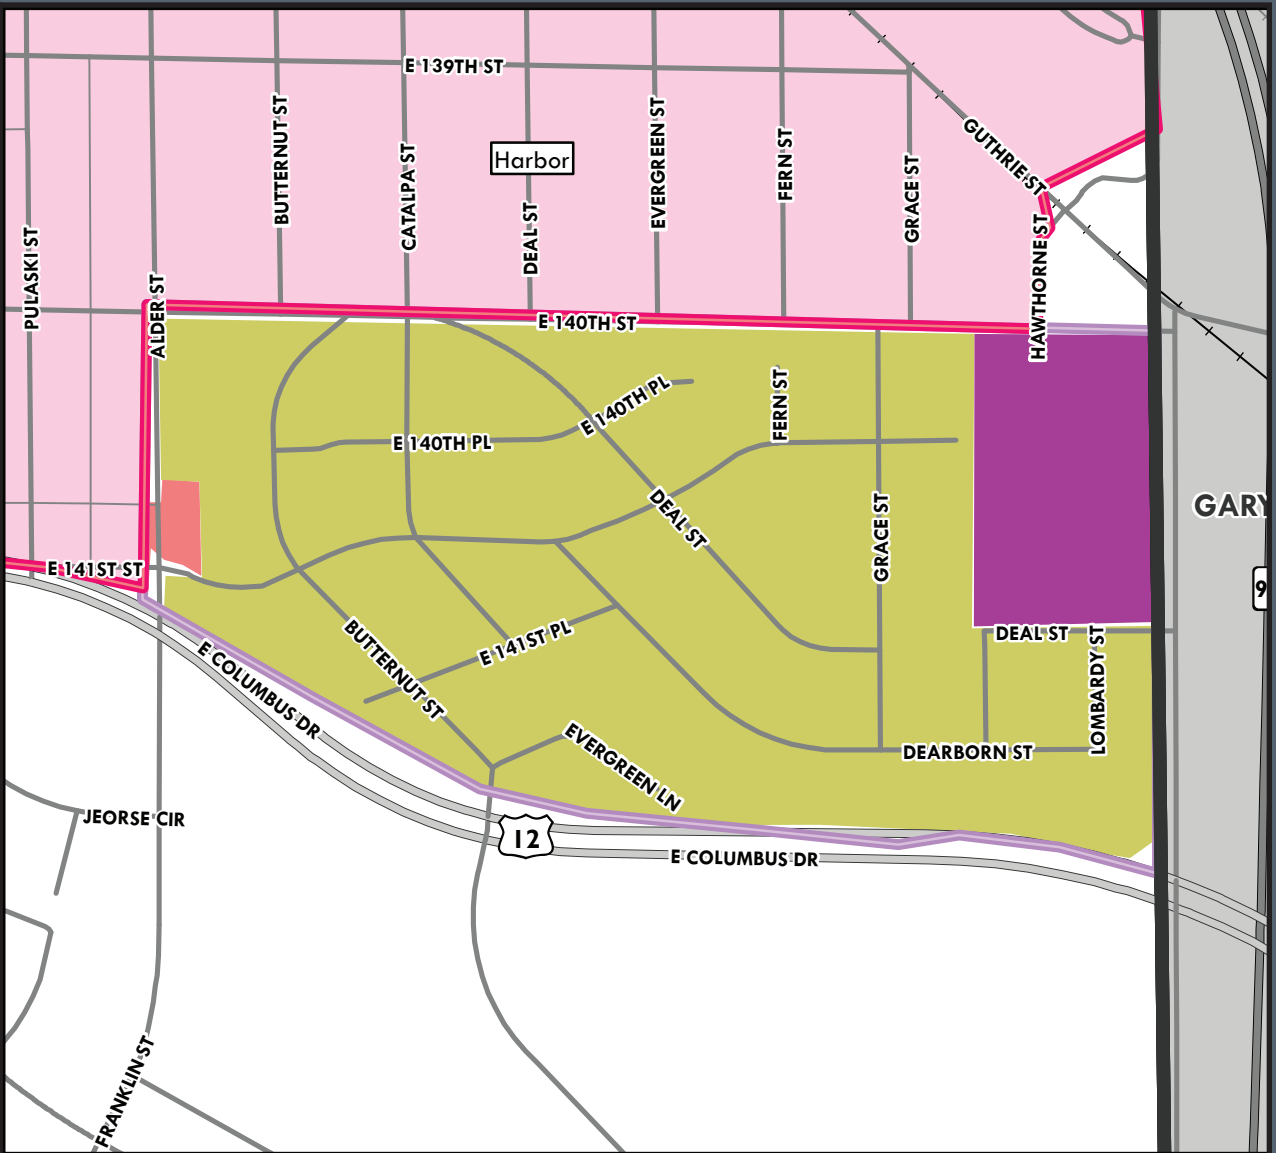 E 139TH ST
BUTTERNUT ST
EVERGREEN ST
GUTHRIE ST
FERN ST
CATALPA ST
Harbor
GRACE ST
DEAL ST
HAWTHORNE ST
PULASKI ST
ALDER ST
E 140TH ST
E 140TH PL
FERN ST
E 140TH PL
DEAL ST
GRACE ST
GARY
E 141ST ST
9
E 141ST PL
DEAL ST
LOMBARDY ST
BUTTERNUT ST
E COLUMBUS DR
EVERGREEN LN
DEARBORN ST
JEORSE CIR
12
E COLUMBUS DR
FRANKLIN ST